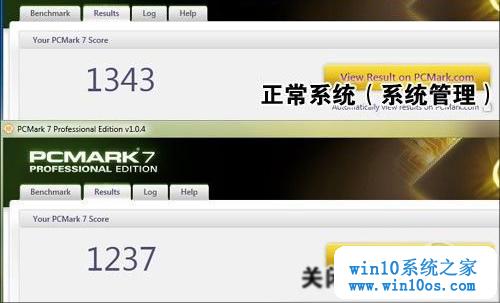 Benchmark Results Log Help
Your PCMark 7 Score
1343
View Result on PCMark.com
正常系统（系统管理）
Automatically view results on PCMark.com
PCMark 7 Professional Edition v1.0.4
PCMARK 7
PROFESSIONAL EDITION
Benchmark Results Log Help
Your PCMark 7 Score
1237
关闭
win10系统之家
www.win10os.com